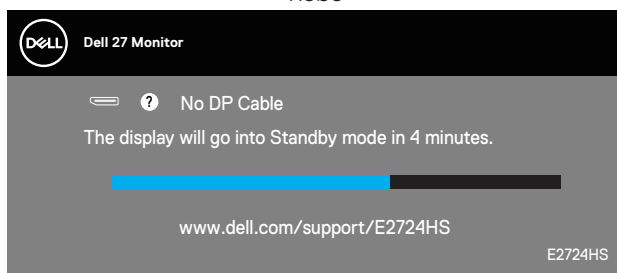 DELL
Dell 27 Monitor
? No DP Cable
The display will go into Standby mode in 4 minutes.
www.dell.com/support/E2724HS
E2724HS